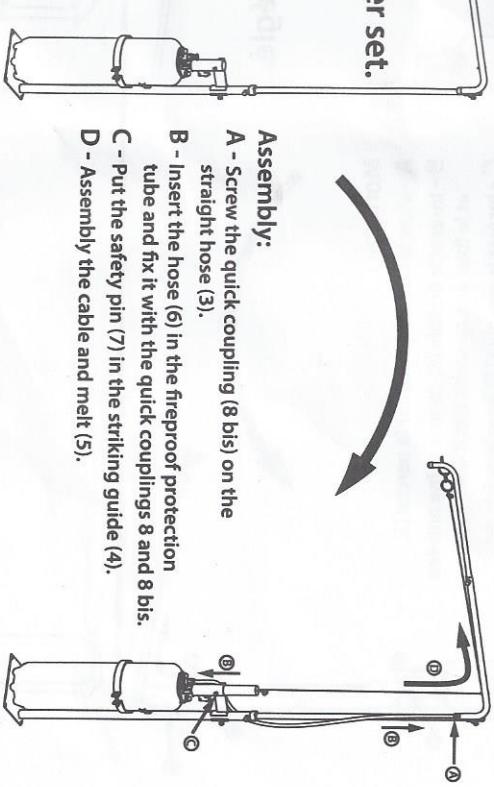 er set.
Assembly:
A - Screw the quick coupling (8 bis) on the
straight hose (3).
B - Insert the hose (6) in the fireproof protection
tube and fix it with the quick couplings 8 and 8 bis.
C - Put the safety pin (7) in the striking guide (4).
D - Assembly the cable and melt (5).
A
B
D
B
C